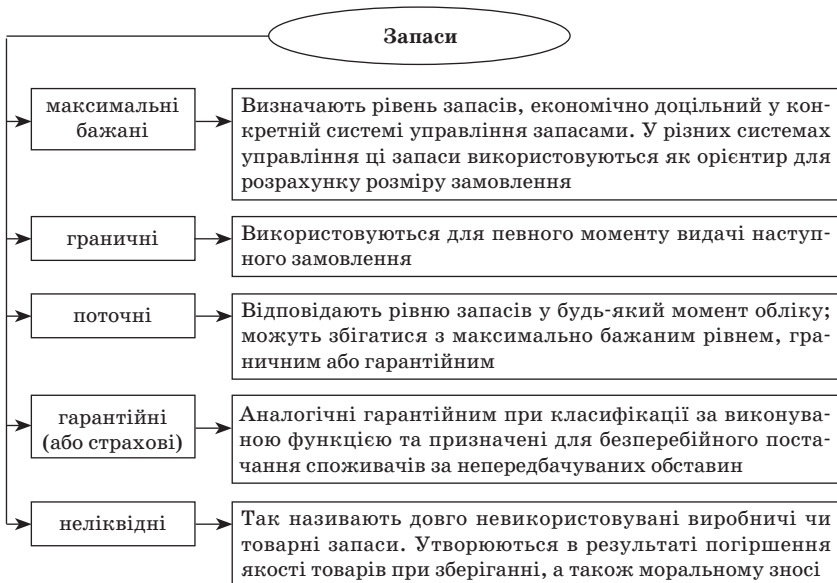 Запаси
максимальні
бажані
Визначають рівень запасів, економічно доцільний у кон-
кретній системі управління запасами. У різних системах
управління ці запаси використовуються як орієнтир для
розрахунку розміру замовлення
граничні
Використовуються для певного моменту видачі наступ-
ного замовлення
поточні
Відповідають рівню запасів у будь-який момент обліку;
можуть збігатися з максимально бажаним рівнем, гра-
ничним або гарантійним
гарантійні
(або страхові)
Аналогічні гарантійним при класифікації за виконува-
ною функцією та призначені для безперебійного поста-
чання споживачів за непередбачуваних обставин
неліквідні
Так називають довго невикористовувані виробничі чи
товарні запаси. Утворюються в результаті погіршення
якості товарів при зберіганні, а також моральному зносі